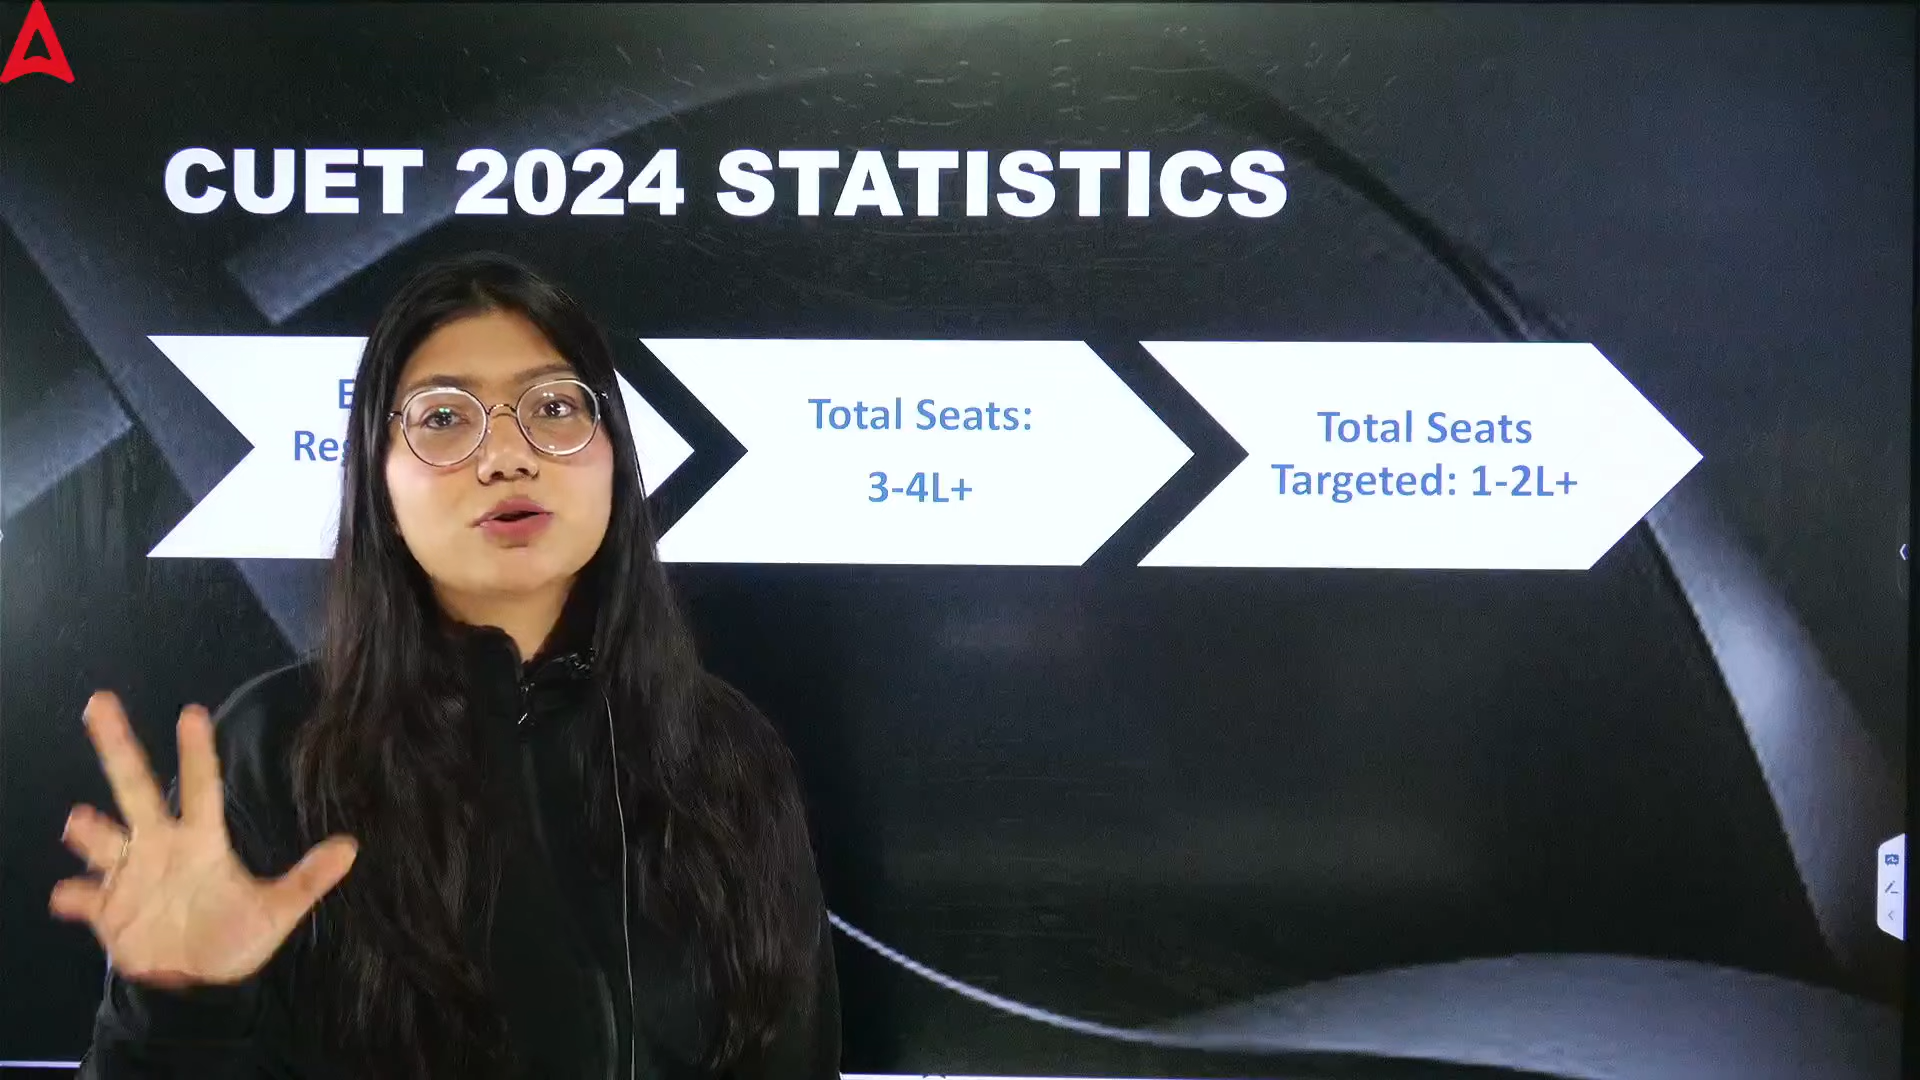 CUET 2024 STATISTICS
Total Seats:
3-4L+
Total Seats
Targeted: 1-2L+